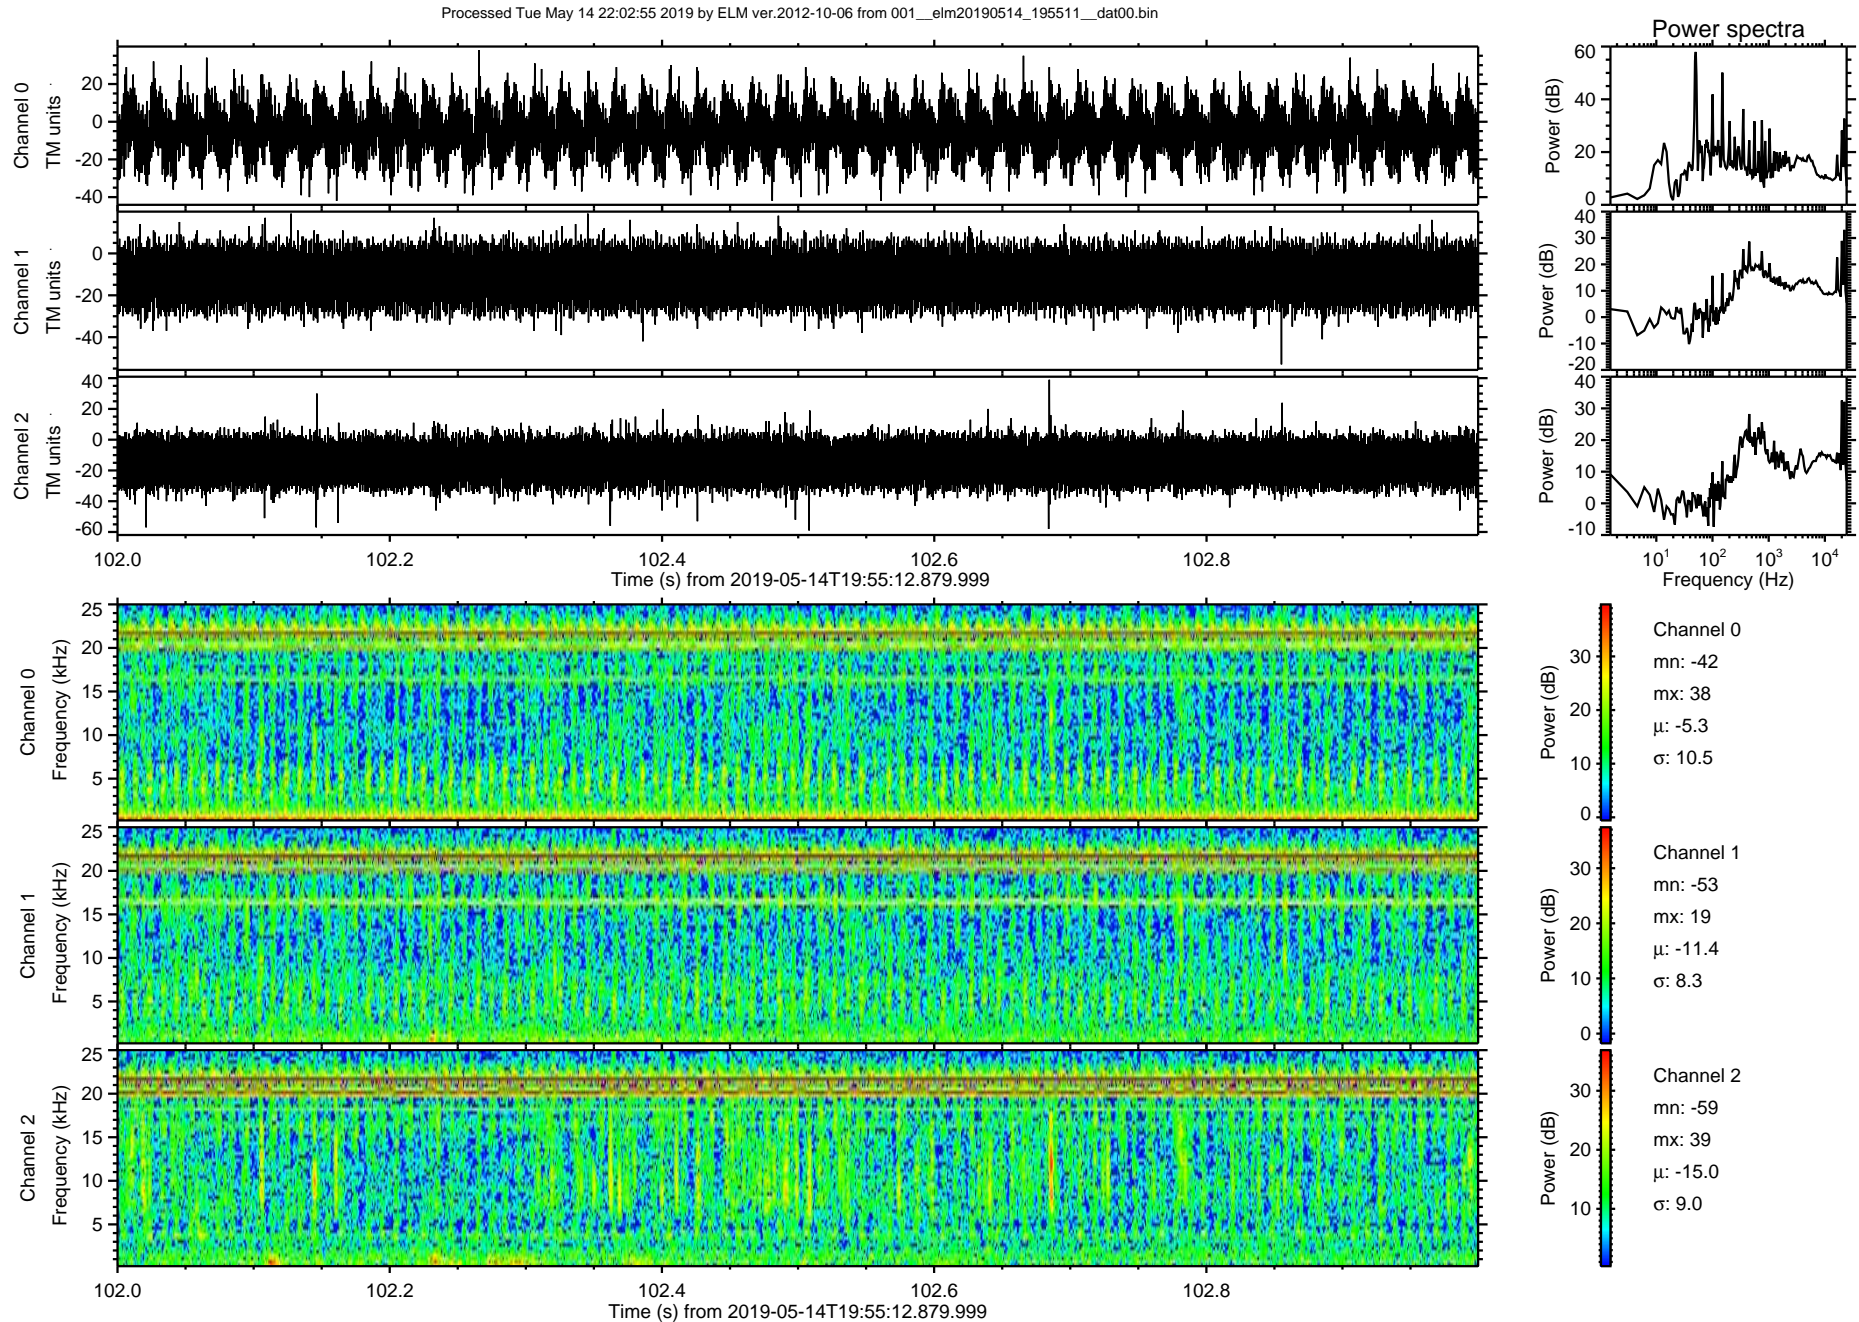 Processed Tue May 14 22:02:55 2019 by ELM ver.2012-10-06 from 001__elm20190514_195511__dat00.bin
Power spectra
Channel 0
TM units
20
0
-20
-40
Power (dB)
60
40
20
0
Channel 1
TM units
0
-20
-40
Power (dB)
40
30
20
10
0
-10
-20
Channel 2
TM units
40
20
0
-20
-40
-60
Power (dB)
40
30
20
10
0
-10
102.0 102.2 102.4 102.6 102.8
Time (s) from 2019-05-14T19:55:12.879.999
10¹ 10² 10³ 10⁴
Frequency (Hz)
Channel 0
Frequency (kHz)
25
20
15
10
5
Power (dB)
30
20
10
0
Channel 0
mn: -42
mx: 38
µ: -5.3
σ: 10.5
Channel 1
Frequency (kHz)
25
20
15
10
5
Power (dB)
30
20
10
0
Channel 1
mn: -53
mx: 19
µ: -11.4
σ: 8.3
Channel 2
Frequency (kHz)
25
20
15
10
5
Power (dB)
30
20
10
Channel 2
mn: -59
mx: 39
µ: -15.0
σ: 9.0
102.0 102.2 102.4 102.6 102.8
Time (s) from 2019-05-14T19:55:12.879.999